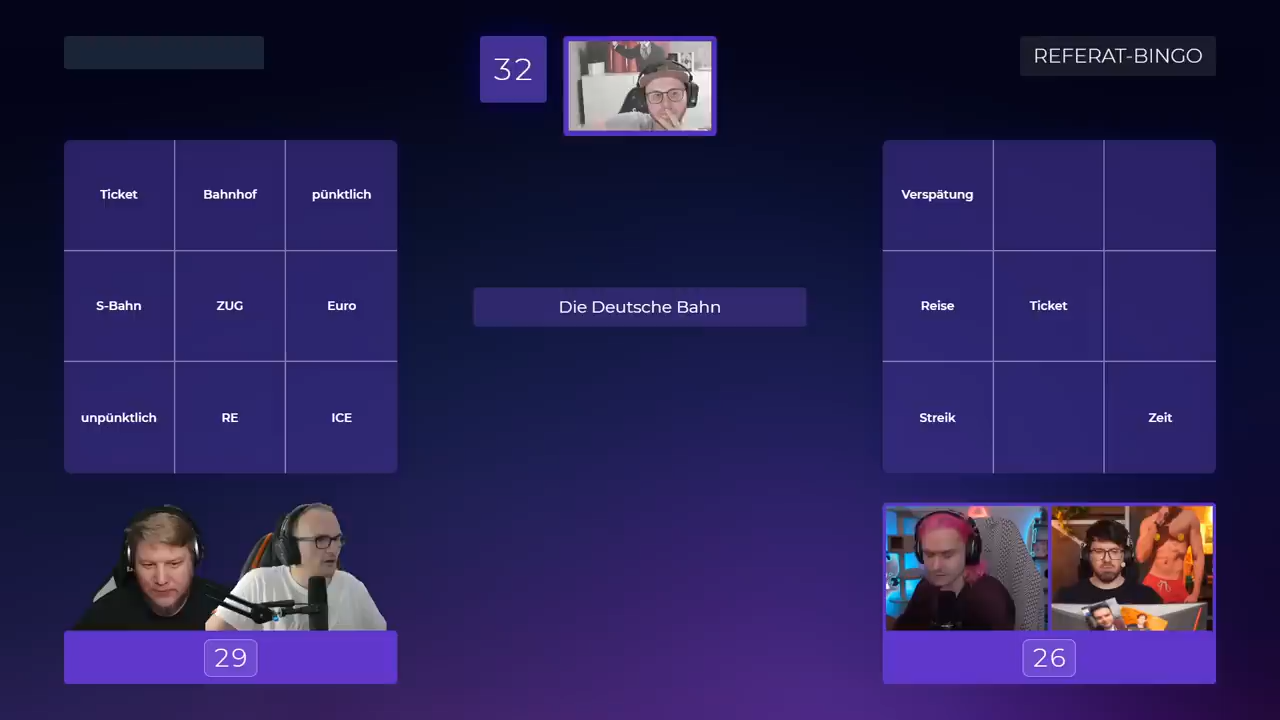 32
REFERAT-BINGO
Ticket
Bahnhof
pünktlich
S-Bahn
ZUG
Euro
unpünktlich
RE
ICE
Die Deutsche Bahn
Verspätung
Reise
Ticket
Streik
Zeit
29
26